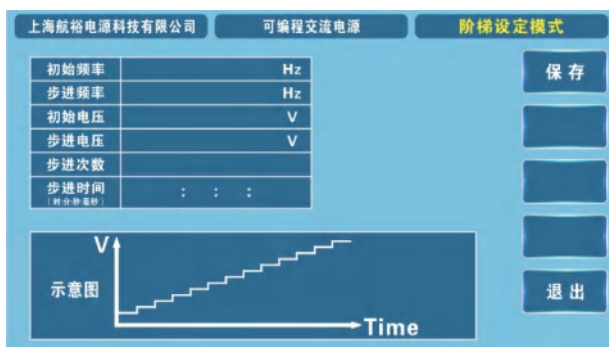 上海航裕电源科技有限公司
可编程交流电源
阶梯设定模式
初始频率 Hz
步进频率 Hz
初始电压 V
步进电压 V
步进次数
步进时间 : : :
(时:分:秒:毫秒)
保存
退出
V
示意图
Time